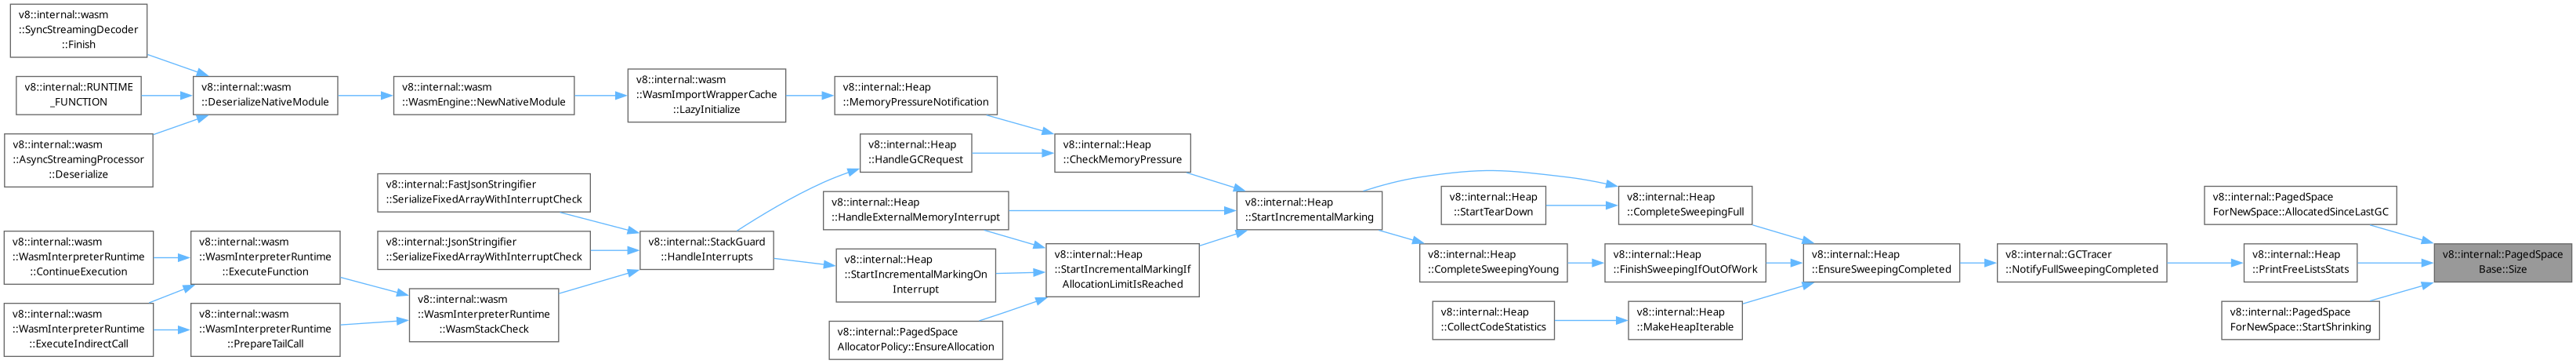 v8::internal::wasm
::SyncStreamingDecoder
::Finish
v8::internal::RUNTIME
_FUNCTION
v8::internal::wasm
::AsyncStreamingProcessor
::Deserialize
v8::internal::wasm
::DeserializeNativeModule
v8::internal::wasm
::WasmEngine::NewNativeModule
v8::internal::wasm
::WasmImportWrapperCache
::LazyInitialize
v8::internal::Heap
::MemoryPressureNotification
v8::internal::Heap
::HandleGCRequest
v8::internal::Heap
::CheckMemoryPressure
v8::internal::FastJsonStringifier
::SerializeFixedArrayWithInterruptCheck
v8::internal::JsonStringifier
::SerializeFixedArrayWithInterruptCheck
v8::internal::wasm
::WasmInterpreterRuntime
::ContinueExecution
v8::internal::wasm
::WasmInterpreterRuntime
::ExecuteFunction
v8::internal::wasm
::WasmInterpreterRuntime
::ExecuteIndirectCall
v8::internal::wasm
::WasmInterpreterRuntime
::PrepareTailCall
v8::internal::wasm
::WasmInterpreterRuntime
::WasmStackCheck
v8::internal::StackGuard
::HandleInterrupts
v8::internal::Heap
::HandleExternalMemoryInterrupt
v8::internal::Heap
::StartIncrementalMarkingOn
Interrupt
v8::internal::PagedSpace
AllocatorPolicy::EnsureAllocation
v8::internal::Heap
::StartIncrementalMarkingIf
AllocationLimitIsReached
v8::internal::Heap
::StartIncrementalMarking
v8::internal::Heap
::StartTearDown
v8::internal::Heap
::CompleteSweepingYoung
v8::internal::Heap
::CollectCodeStatistics
v8::internal::Heap
::CompleteSweepingFull
v8::internal::Heap
::FinishSweepingIfOutOfWork
v8::internal::Heap
::MakeHeapIterable
v8::internal::Heap
::EnsureSweepingCompleted
v8::internal::GCTracer
::NotifyFullSweepingCompleted
v8::internal::PagedSpace
ForNewSpace::AllocatedSinceLastGC
v8::internal::Heap
::PrintFreeListsStats
v8::internal::PagedSpace
ForNewSpace::StartShrinking
v8::internal::PagedSpace
Base::Size